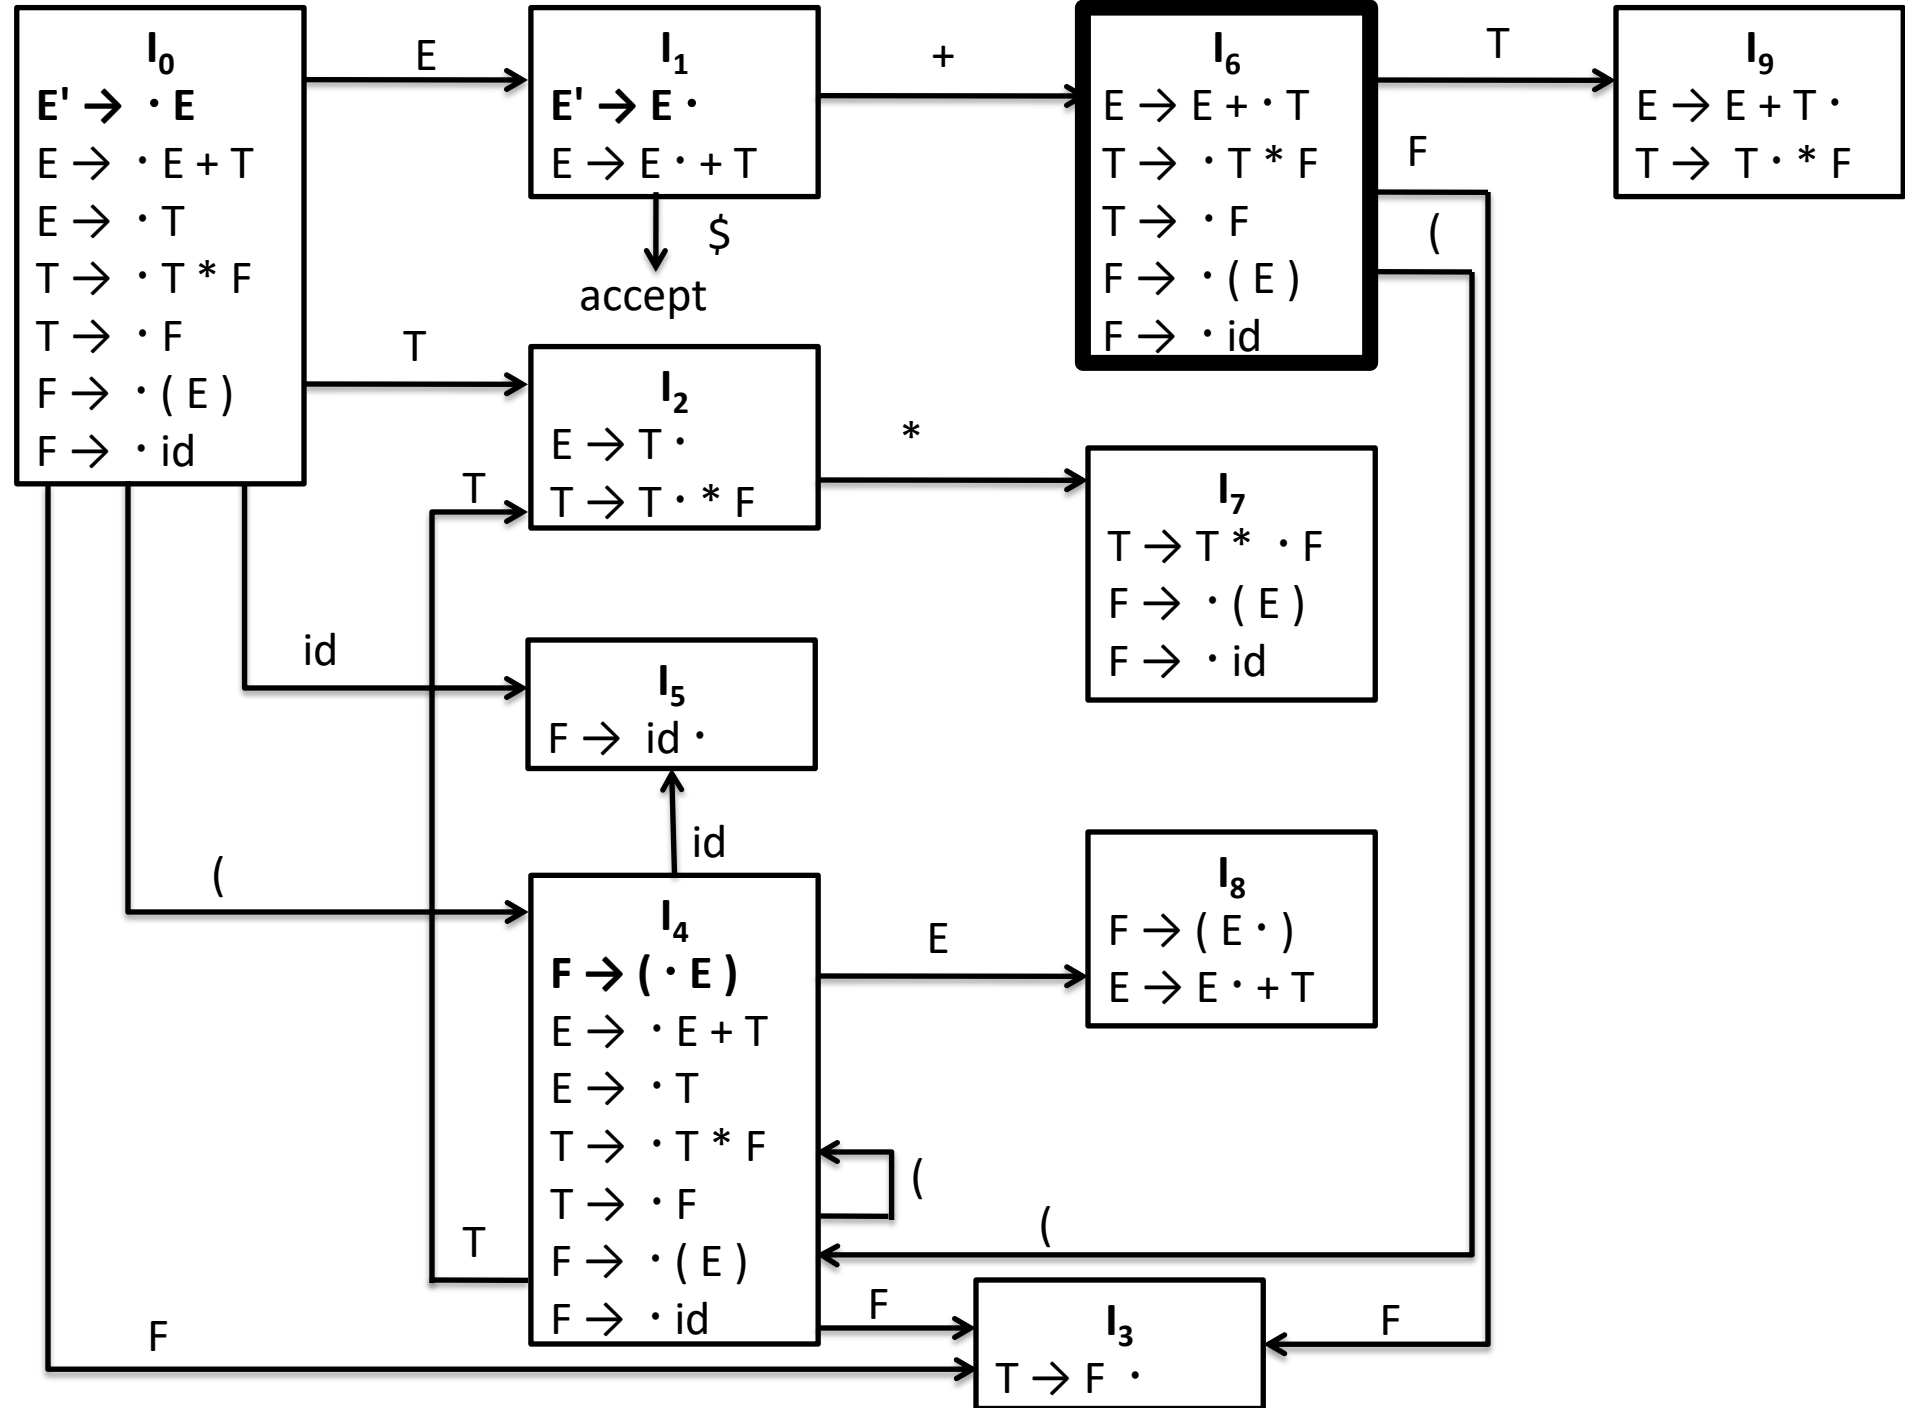 I0
E' → · E
E → · E + T
E → · T
T → · T * F
T → · F
F → · ( E )
F → · id
E
I1
E' → E ·
E → E · + T
$
accept
+
I6
E → E + · T
T → · T * F
T → · F
F → · ( E )
F → · id
T
F
(
I9
E → E + T ·
T → T · * F
T
I2
E → T ·
T → T · * F
T
*
I7
T → T * · F
F → · ( E )
F → · id
id
I5
F → id ·
id
(
I4
F → ( · E )
E → · E + T
E → · T
T → · T * F
T → · F
F → · ( E )
F → · id
E
I8
F → ( E · )
E → E · + T
(
(
T
F
F
F
I3
T → F ·